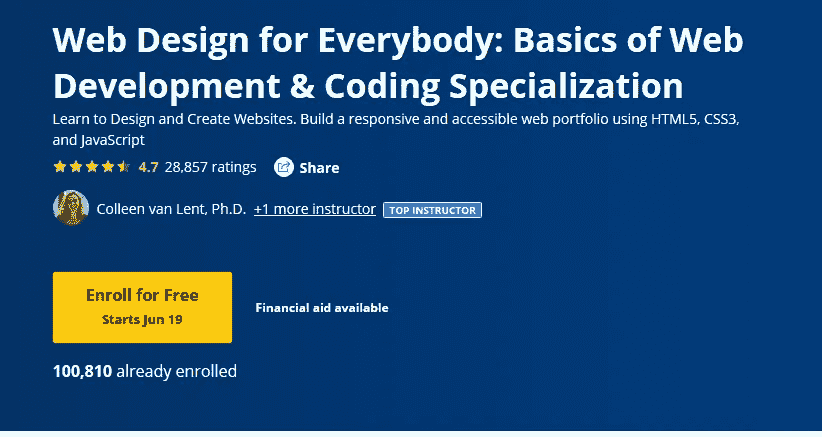 Web Design for Everybody: Basics of Web
Development & Coding Specialization
Learn to Design and Create Websites. Build a responsive and accessible web portfolio using HTML5, CSS3,
and JavaScript
4.7 28,857 ratings Share
Colleen van Lent, Ph.D. +1 more instructor TOP INSTRUCTOR
Enroll for Free
Starts Jun 19
Financial aid available
100,810 already enrolled